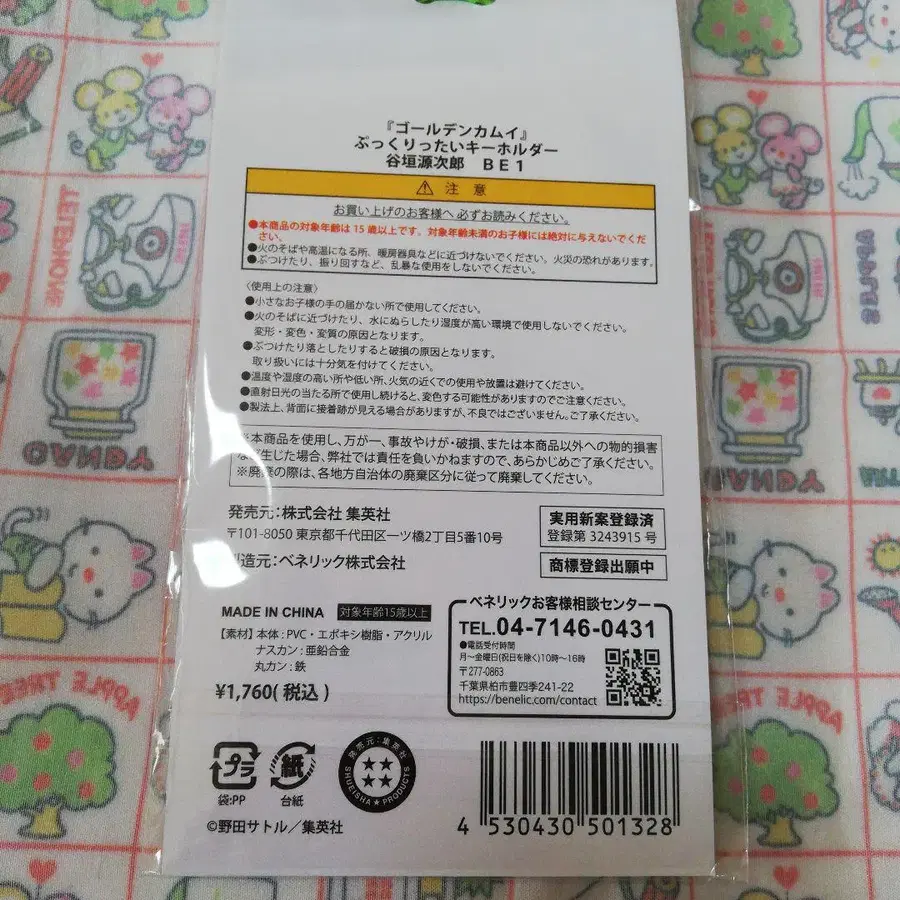 『ゴールデンカムイ』
ぷっくりったいキーホルダー
谷垣源次郎 BE1
注 意
お買い上げのお客様へ 必ずお読みください。
●本商品の対象年齢は15歳以上です。対象年齢未満のお子様には絶対に与えないでください。
●火のそばや高温になる所、暖房器具などに近づけないでください。火災の恐れがあります。
●ぶつけたり、振り回すなど、乱暴な使用をしないでください。
〈使用上の注意〉
●小さなお子様の手の届かない所で使用してください。
●火のそばに近づけたり、水にぬらしたり湿度が高い環境で使用しないでください。
変形・変色・変質の原因となります。
●ぶつけたり落としたりすると破損の原因となります。
取り扱いには十分気を付けてください。
●温度や湿度の高い所や低い所、火気の近くでの使用や放置は避けてください。
●直射日光の当たる所で使用し続けると、変色する可能性がありますのでご注意ください。
●製法上、背面に接着跡が見える場合がありますが、不良ではございません。ご了承ください。
※本商品を使用し、万が一、事故やけが・破損、または本商品以外への物的損害
が生じた場合、弊社では責任を負いかねますので、あらかじめご了承ください。
※廃棄の際は、各地方自治体の廃棄区分に従って廃棄してください。
発売元:株式会社 集英社
〒101-8050 東京都千代田区一ツ橋2丁目5番10号
製造元:ベネリック株式会社
実用新案登録済
登録第 3243915 号
商標登録出願中
MADE IN CHINA 対象年齢15歳以上
【素材】本体:PVC・エポキシ樹脂・アクリル
ナスカン:亜鉛合金
丸カン:鉄
¥1,760(税込)
ベネリックお客様相談センター
TEL.04-7146-0431
●電話受付時間
月～金曜日(祝日を除く)10時～16時
〒277-0863
千葉県柏市豊四季241-22
https://benelic.com/contact
プラ
袋:PP
紙
台紙
発売元:集英社
SHUEISHA★PRODUCTS
©野田サトル／集英社
4 530430 501328
TELEPHONE
CANDY
APPLE TREE
CANDY
APPLE TREE